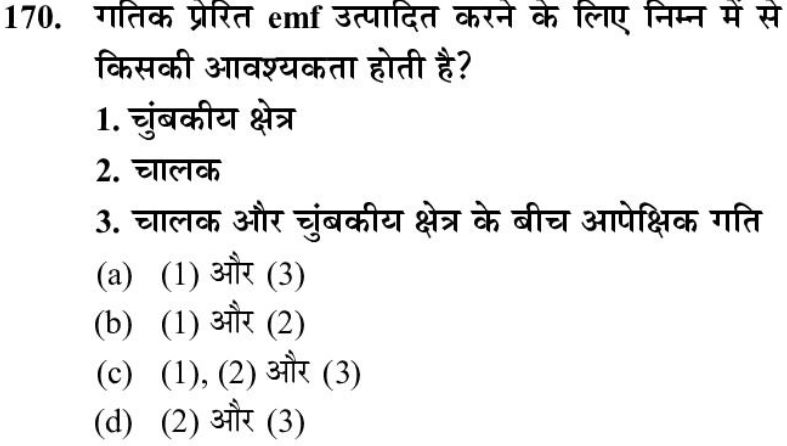 170. गतिक प्रेरित emf उत्पादित करने के लिए निम्न में से
किसकी आवश्यकता होती है?
1. चुंबकीय क्षेत्र
2. चालक
3. चालक और चुंबकीय क्षेत्र के बीच आपेक्षिक गति
(a) (1) और (3)
(b) (1) और (2)
(c) (1), (2) और (3)
(d) (2) और (3)